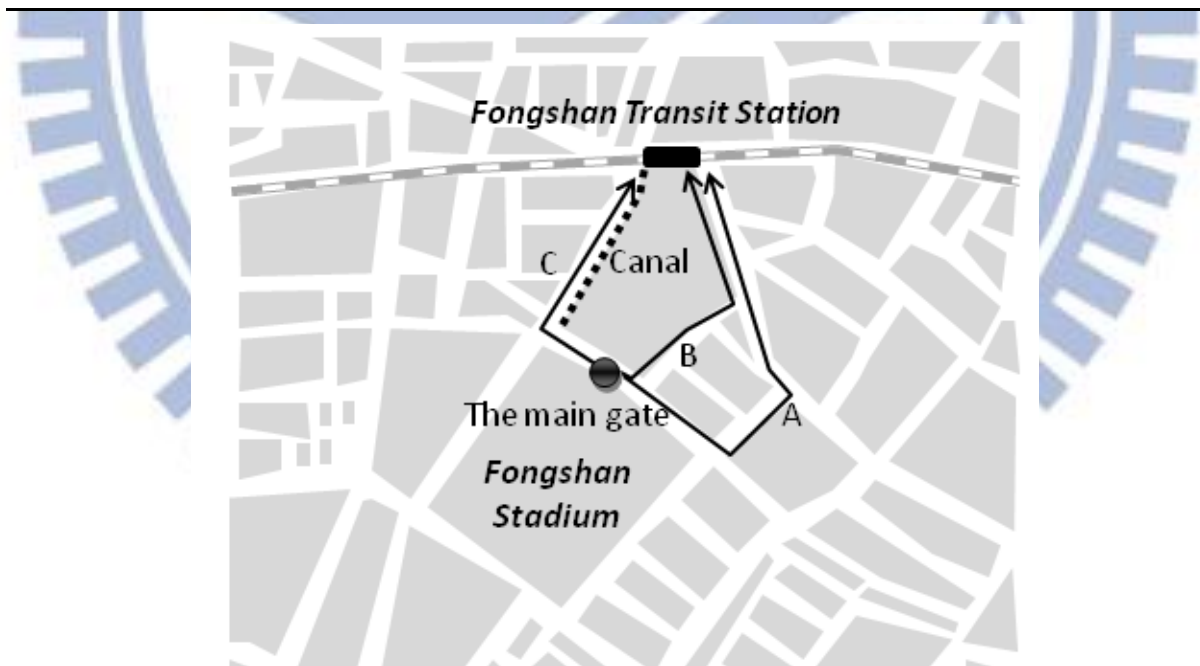 Fongshan Transit Station
C
Canal
B
The main gate
A
Fongshan
Stadium